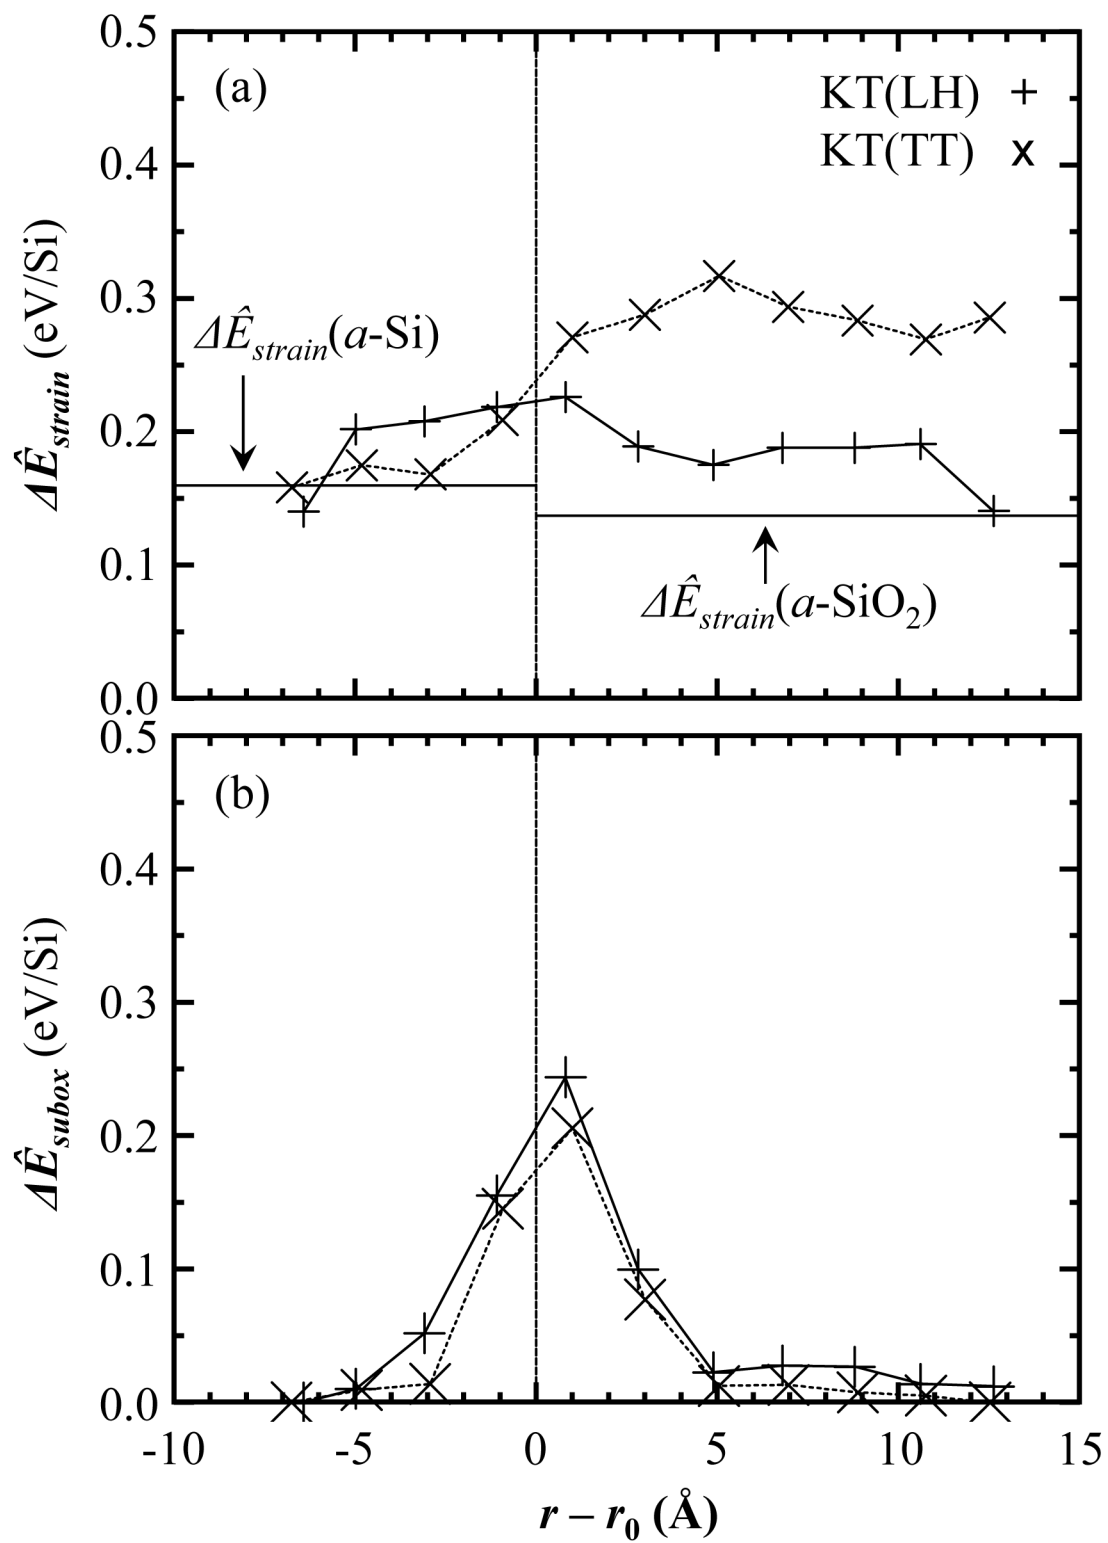 0.5
(a)
KT(LH) +
KT(TT) x
0.4
0.3
ΔÊstrain(a-Si)
0.2
0.1
ΔÊstrain(a-SiO2)
0.0
ΔÊstrain (eV/Si)
0.5
(b)
0.4
0.3
0.2
0.1
0.0
ΔÊsubox (eV/Si)
-10 -5 0 5 10 15
r – r0 (Å)